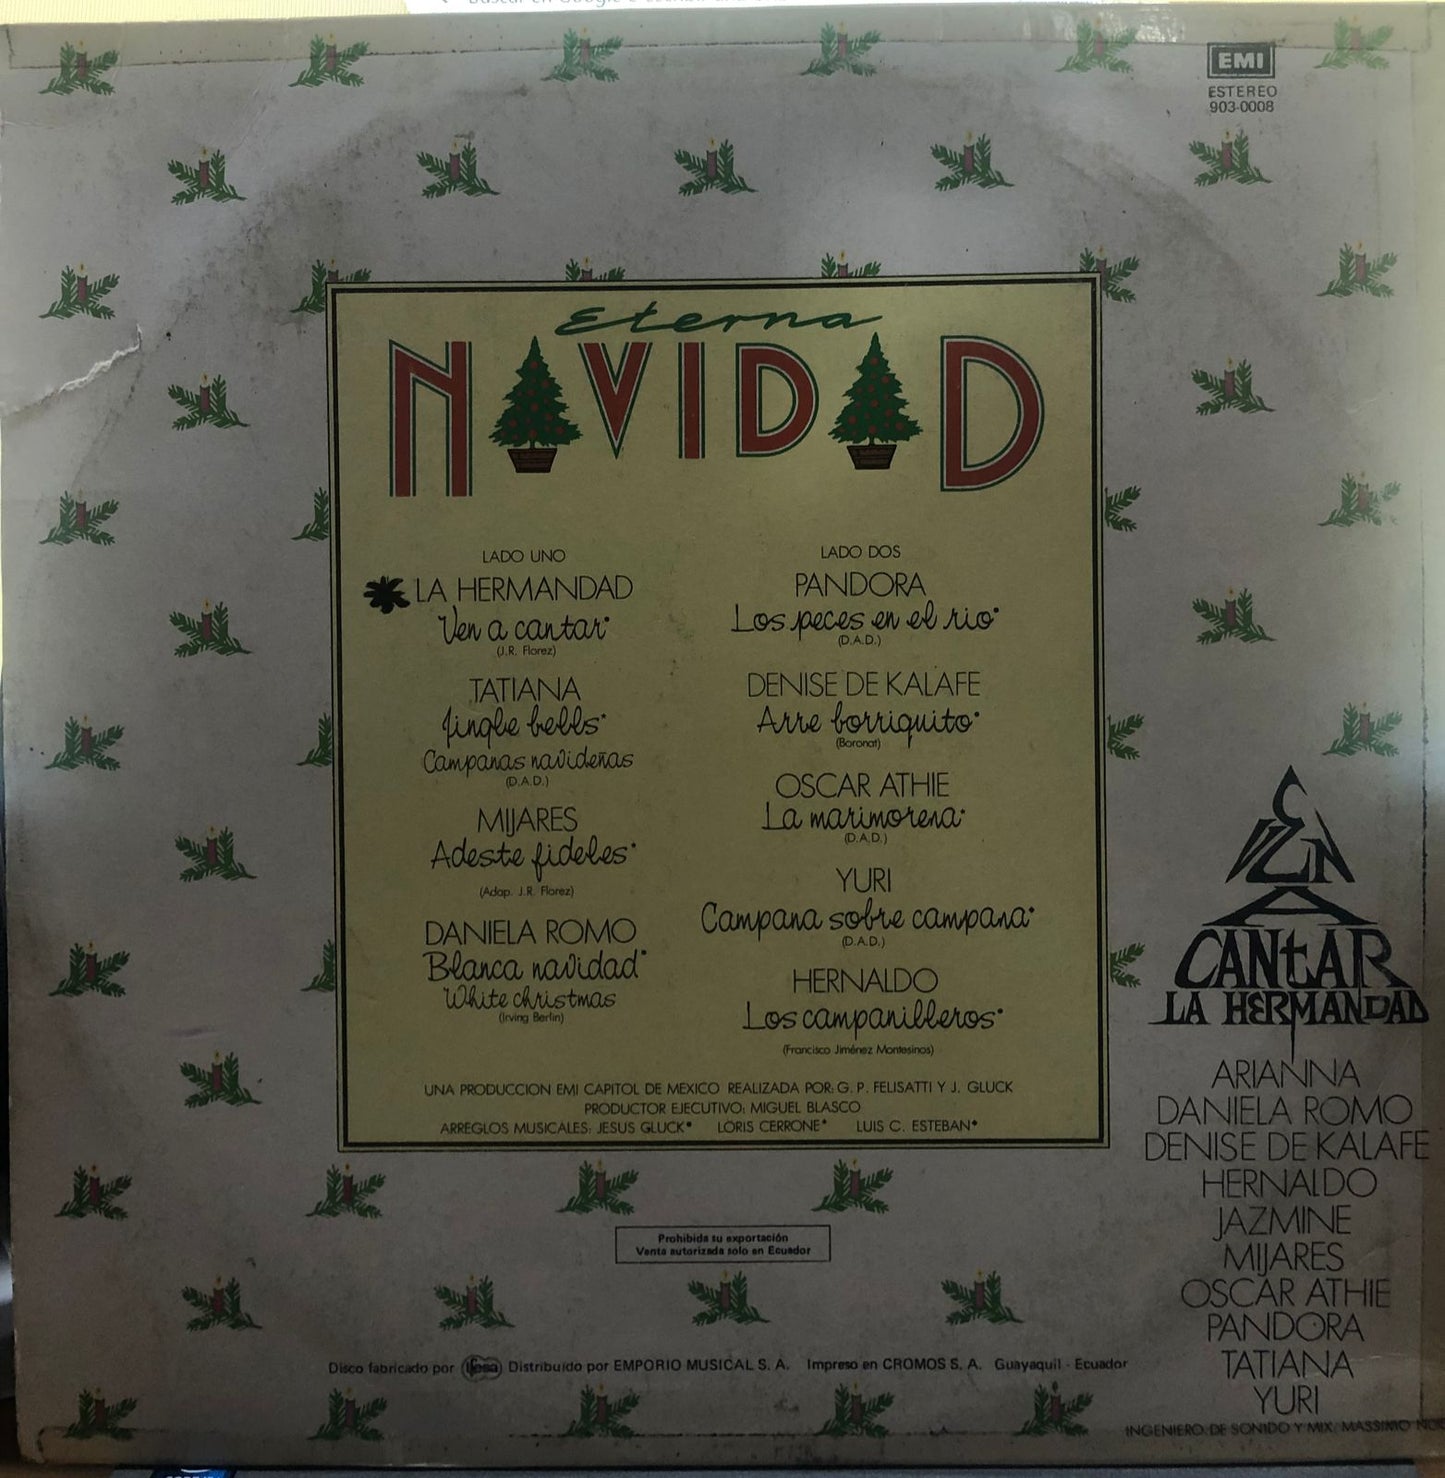 EMI
ESTEREO
903-0008
Eterna
NAVIDAD
LADO UNO
LA HERMANDAD
Ven a cantar
(J.R. Florez)
TATIANA
Jingle bells
Campanas navideñas
(D.A.D.)
MIJARES
Adeste fideles
(Adap. J.R. Florez)
DANIELA ROMO
Blanca navidad
White christmas
(Irving Berlin)
LADO DOS
PANDORA
Los peces en el rio
(D.A.D.)
DENISE DE KALAFE
Arre borriquito
(Boronat)
OSCAR ATHIE
La marimorena
(D.A.D.)
YURI
Campana sobre campana
(D.A.D.)
HERNALDO
Los campanilleros
(Francisco Jiménez Montesinos)
UNA PRODUCCION EMI CAPITOL DE MEXICO REALIZADA POR: G. P. FELISATTI Y J. GLUCK
PRODUCTOR EJECUTIVO: MIGUEL BLASCO
ARREGLOS MUSICALES: JESUS GLUCK LORIS CERRONE LUIS C. ESTEBAN
VEN
A
CANTAR
LA HERMANDAD
ARIANNA
DANIELA ROMO
DENISE DE KALAFE
HERNALDO
JAZMINE
MIJARES
OSCAR ATHIE
PANDORA
TATIANA
YURI
INGENIERO DE SONIDO Y MIX: MASSIMO
Prohibida su exportación
Venta autorizada solo en Ecuador
Disco fabricado por ifesa Distribuído por EMPORIO MUSICAL S. A. Impreso en CROMOS S. A. Guayaquil - Ecuador